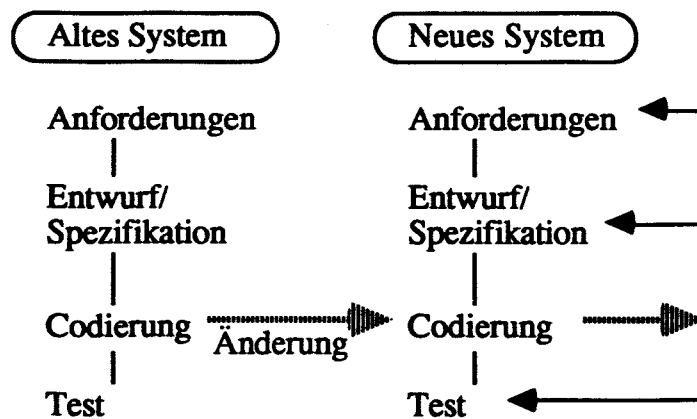 Altes System
Neues System
Anforderungen
Anforderungen
Entwurf/
Spezifikation
Entwurf/
Spezifikation
Codierung
Änderung
Codierung
Test
Test